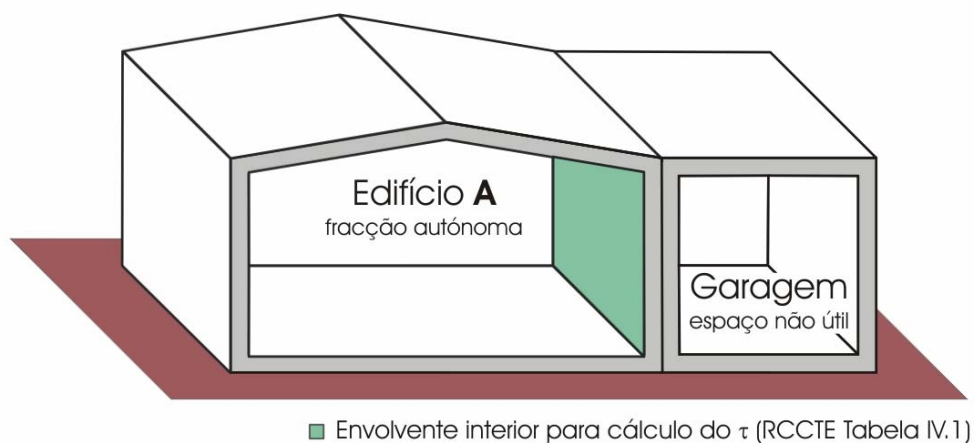 Edifício A
fracção autónoma
Garagem
espaço não útil
Envolvente interior para cálculo do τ (RCCTE Tabela IV.1)